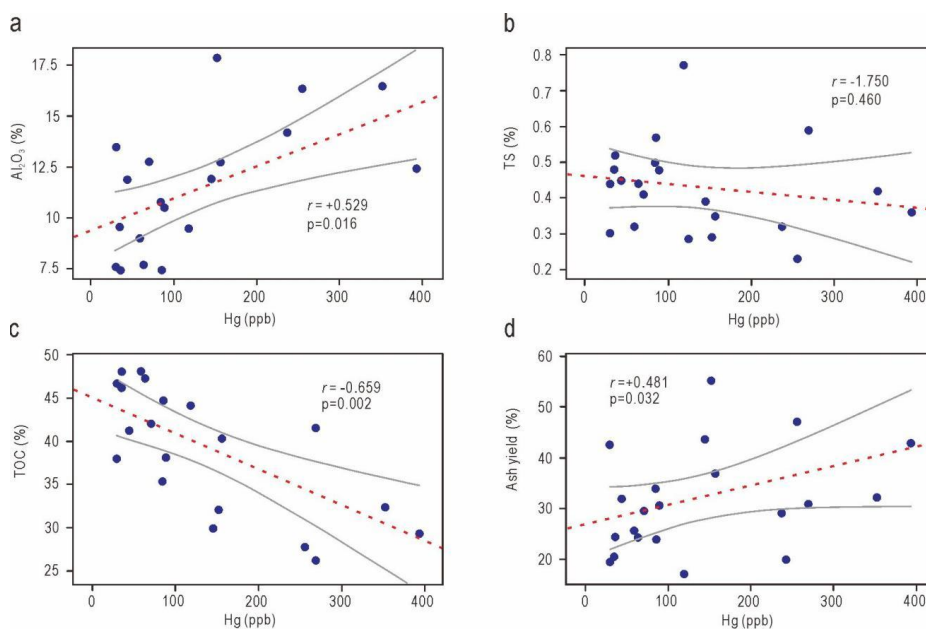 a
17.5
15
12.5
10
7.5
Al₂O₃ (%)
r = +0.529
p=0.016
0 100 200 300 400
Hg (ppb)
b
0.8
0.7
0.6
0.5
0.4
0.3
0.2
TS (%)
r = -1.750
p=0.460
0 100 200 300 400
Hg (ppb)
c
50
45
40
35
30
25
TOC (%)
r = -0.659
p=0.002
0 100 200 300 400
Hg (ppb)
d
60
50
40
30
20
Ash yield (%)
r=+0.481
p=0.032
0 100 200 300 400
Hg (ppb)